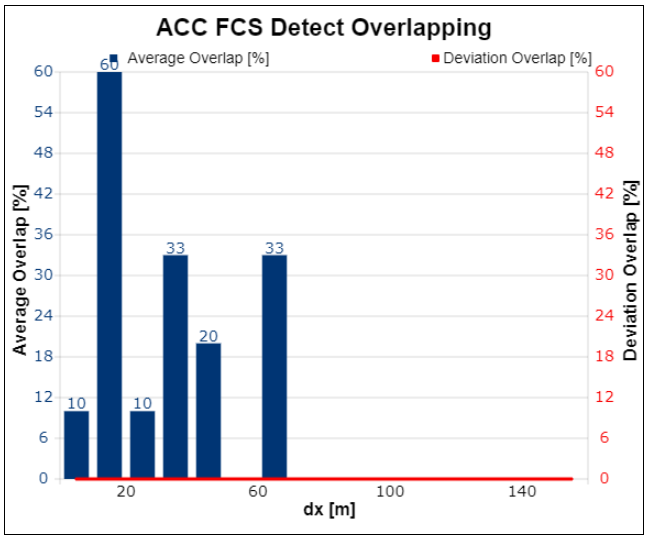 ACC FCS Detect Overlapping
Average Overlap [%]
Deviation Overlap [%]
60 60 60
54 54
48 48
42 42
36 36
33 33
30 30
24 24
20
18 18
12 12
10 10
6 6
0 0
Average Overlap [%]
Deviation Overlap [%]
20 60 100 140
dx [m]